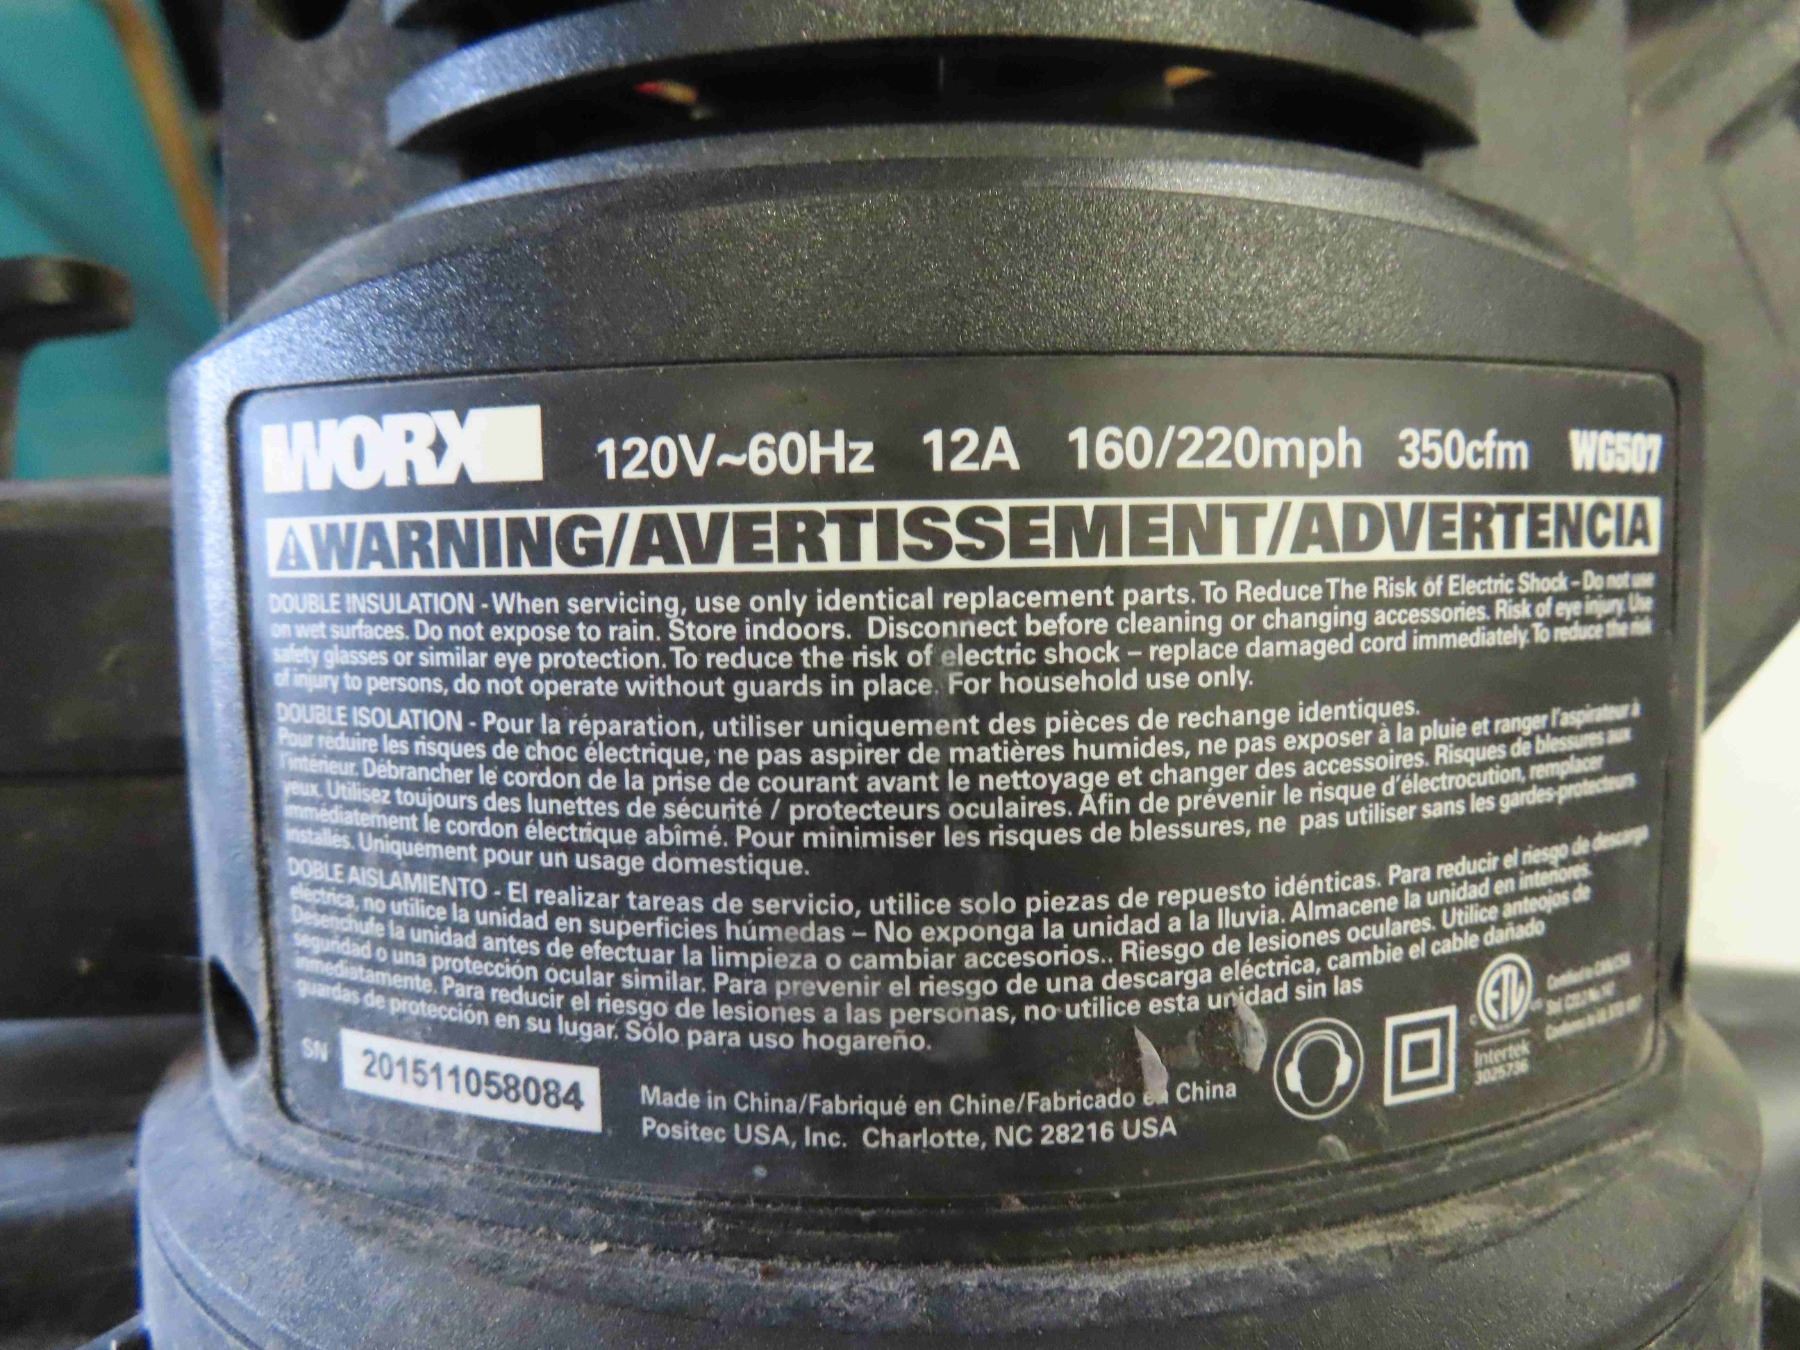 WORX 120V~60Hz 12A 160/220mph 350cfm WG507
WARNING/AVERTISSEMENT/ADVERTENCIA
DOUBLE INSULATION - When servicing, use only identical replacement parts. To Reduce The Risk of Electric Shock – Do not use
on wet surfaces. Do not expose to rain. Store indoors. Disconnect before cleaning or changing accessories. Risk of eye injury. Use
safety glasses or similar eye protection. To reduce the risk of electric shock – replace damaged cord immediately. To reduce the risk
of injury to persons, do not operate without guards in place. For household use only.
DOUBLE ISOLATION - Pour la réparation, utiliser uniquement des pièces de rechange identiques.
Pour réduire les risques de choc électrique, ne pas aspirer de matières humides, ne pas exposer à la pluie et ranger l'aspirateur à
l'intérieur. Débrancher le cordon de la prise de courant avant le nettoyage et changer des accessoires. Risques de blessures aux
yeux. Utilisez toujours des lunettes de sécurité / protecteurs oculaires. Afin de prévenir le risque d'électrocution, remplacer
immédiatement le cordon électrique abîmé. Pour minimiser les risques de blessures, ne pas utiliser sans les gardes-protecteurs
installés. Uniquement pour un usage domestique.
DOBLE AISLAMIENTO - El realizar tareas de servicio, utilice solo piezas de repuesto idénticas. Para reducir el riesgo de descarga
eléctrica, no utilice la unidad en superficies húmedas – No exponga la unidad a la lluvia. Almacene la unidad en interiores.
Desenchufe la unidad antes de efectuar la limpieza o cambiar accesorios.. Riesgo de lesiones oculares. Utilice anteojos de
seguridad o una protección ocular similar. Para prevenir el riesgo de una descarga eléctrica, cambie el cable dañado
inmediatamente. Para reducir el riesgo de lesiones a las personas, no utilice esta unidad sin las
guardas de protección en su lugar. Sólo para uso hogareño.
SN 201511058084
Made in China/Fabriqué en Chine/Fabricado en China
Positec USA, Inc. Charlotte, NC 28216 USA
ETL
Intertek
3025736